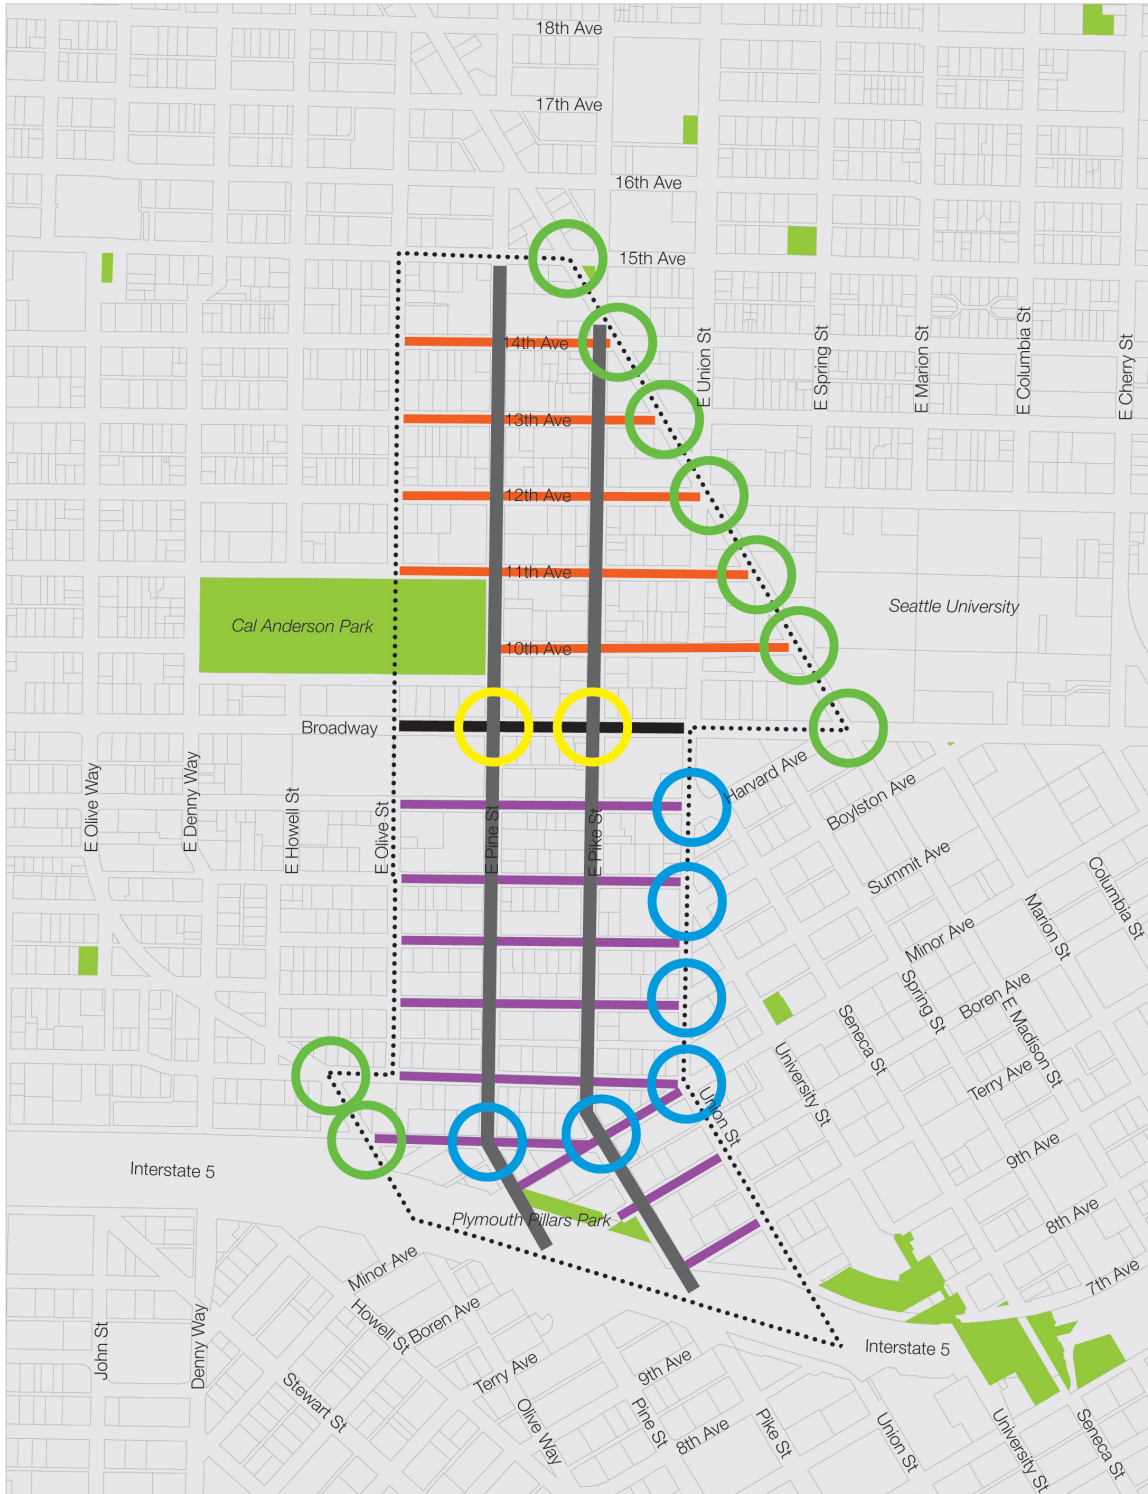 18th Ave
17th Ave
16th Ave
15th Ave
14th Ave
13th Ave
12th Ave
11th Ave
10th Ave
E Union St
E Spring St
E Marion St
E Columbia St
E Cherry St
Cal Anderson Park
Seattle University
Broadway
E Olive Way
E Denny Way
E Howell St
E Olive St
E Pine St
E Pike St
Harvard Ave
Boylston Ave
Summit Ave
Minor Ave
Boren Ave
Terry Ave
9th Ave
8th Ave
7th Ave
Columbia St
Marion St
E Madison St
Spring St
Seneca St
University St
Union St
Interstate 5
Plymouth Pillars Park
Minor Ave
Howell St
Boren Ave
Terry Ave
9th Ave
8th Ave
John St
Denny Way
Stewart St
Olive Way
Pine St
Pike St
Union St
University St
Seneca St
Interstate 5